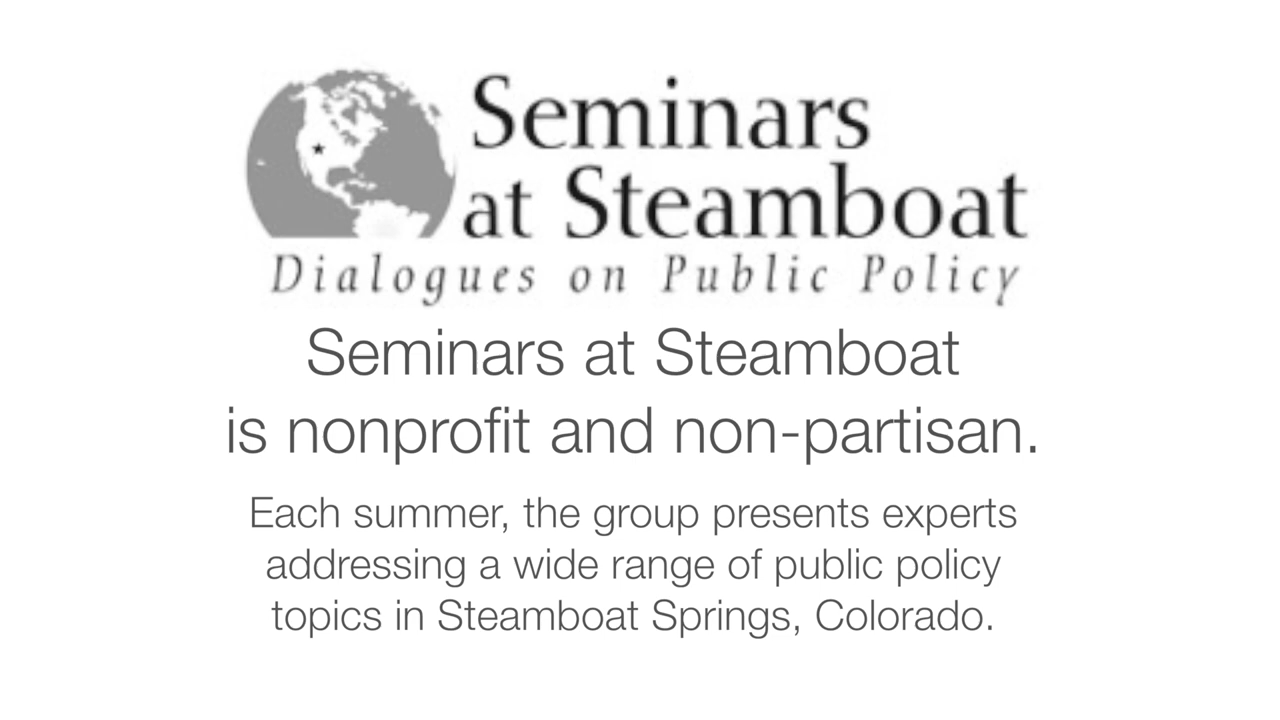 Seminars
at Steamboat
Dialogues on Public Policy
Seminars at Steamboat
is nonprofit and non-partisan.
Each summer, the group presents experts
addressing a wide range of public policy
topics in Steamboat Springs, Colorado.